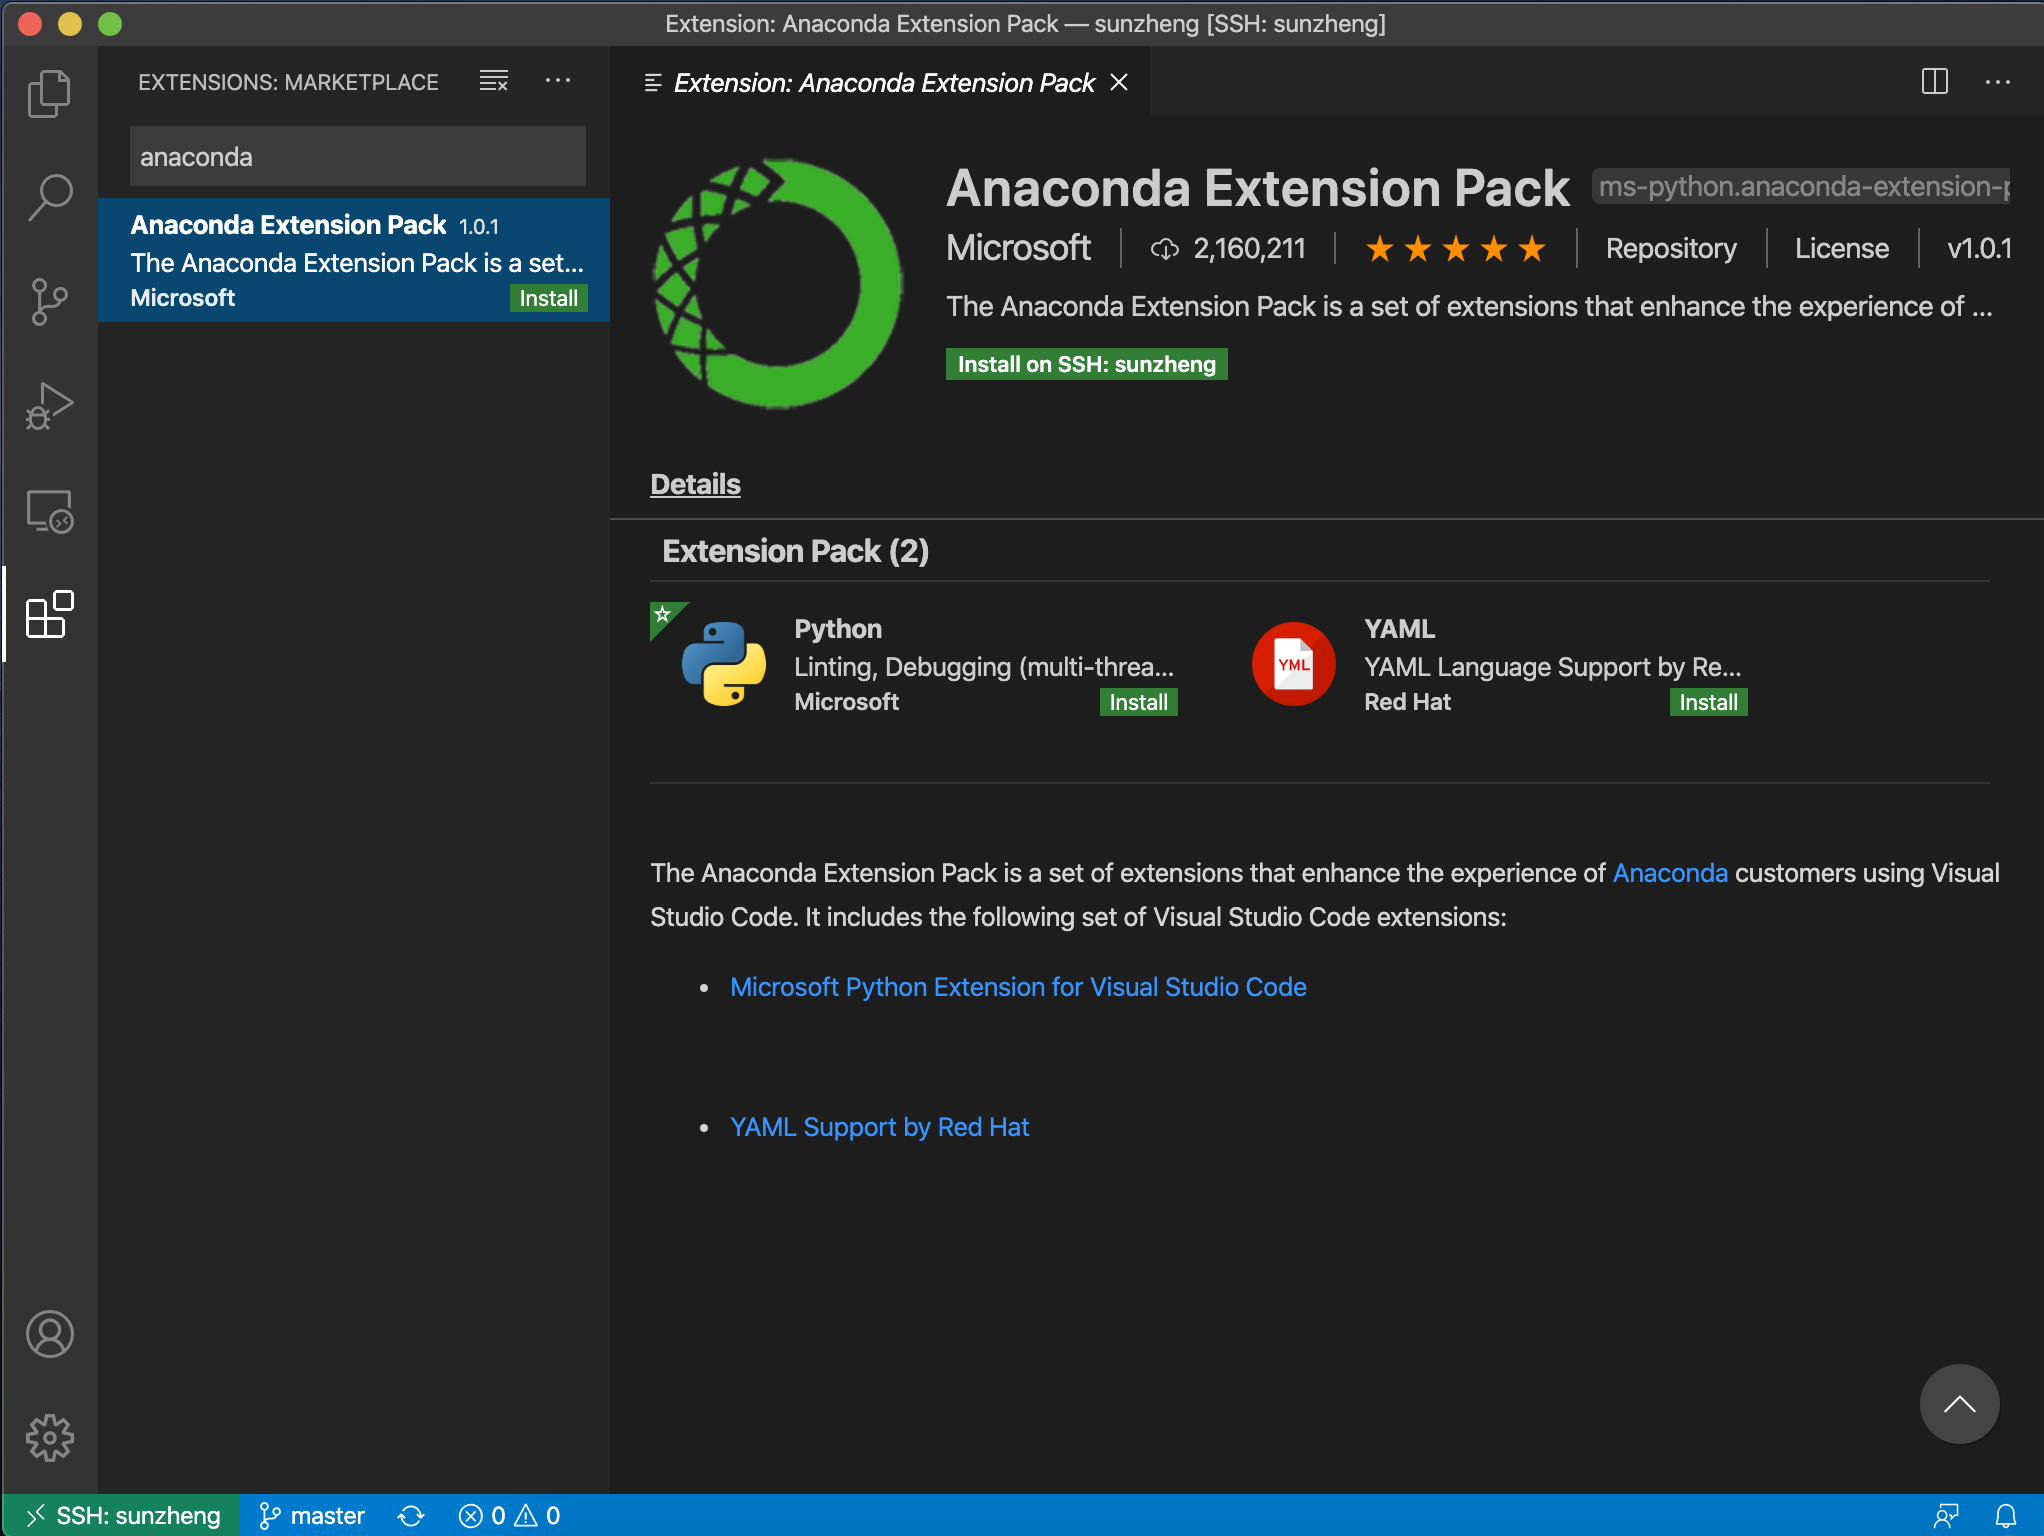 Extension: Anaconda Extension Pack — sunzheng [SSH: sunzheng]
EXTENSIONS: MARKETPLACE
anaconda
Anaconda Extension Pack 1.0.1
The Anaconda Extension Pack is a set...
Microsoft Install
Extension: Anaconda Extension Pack
Anaconda Extension Pack ms-python.anaconda-extension-p
Microsoft 2,160,211 Repository License v1.0.1
The Anaconda Extension Pack is a set of extensions that enhance the experience of ...
Install on SSH: sunzheng
Details
Extension Pack (2)
Python
Linting, Debugging (multi-threa...
Microsoft Install
YML
YAML
YAML Language Support by Re...
Red Hat Install
The Anaconda Extension Pack is a set of extensions that enhance the experience of Anaconda customers using Visual
Studio Code. It includes the following set of Visual Studio Code extensions:
• Microsoft Python Extension for Visual Studio Code
• YAML Support by Red Hat
SSH: sunzheng master 0 0